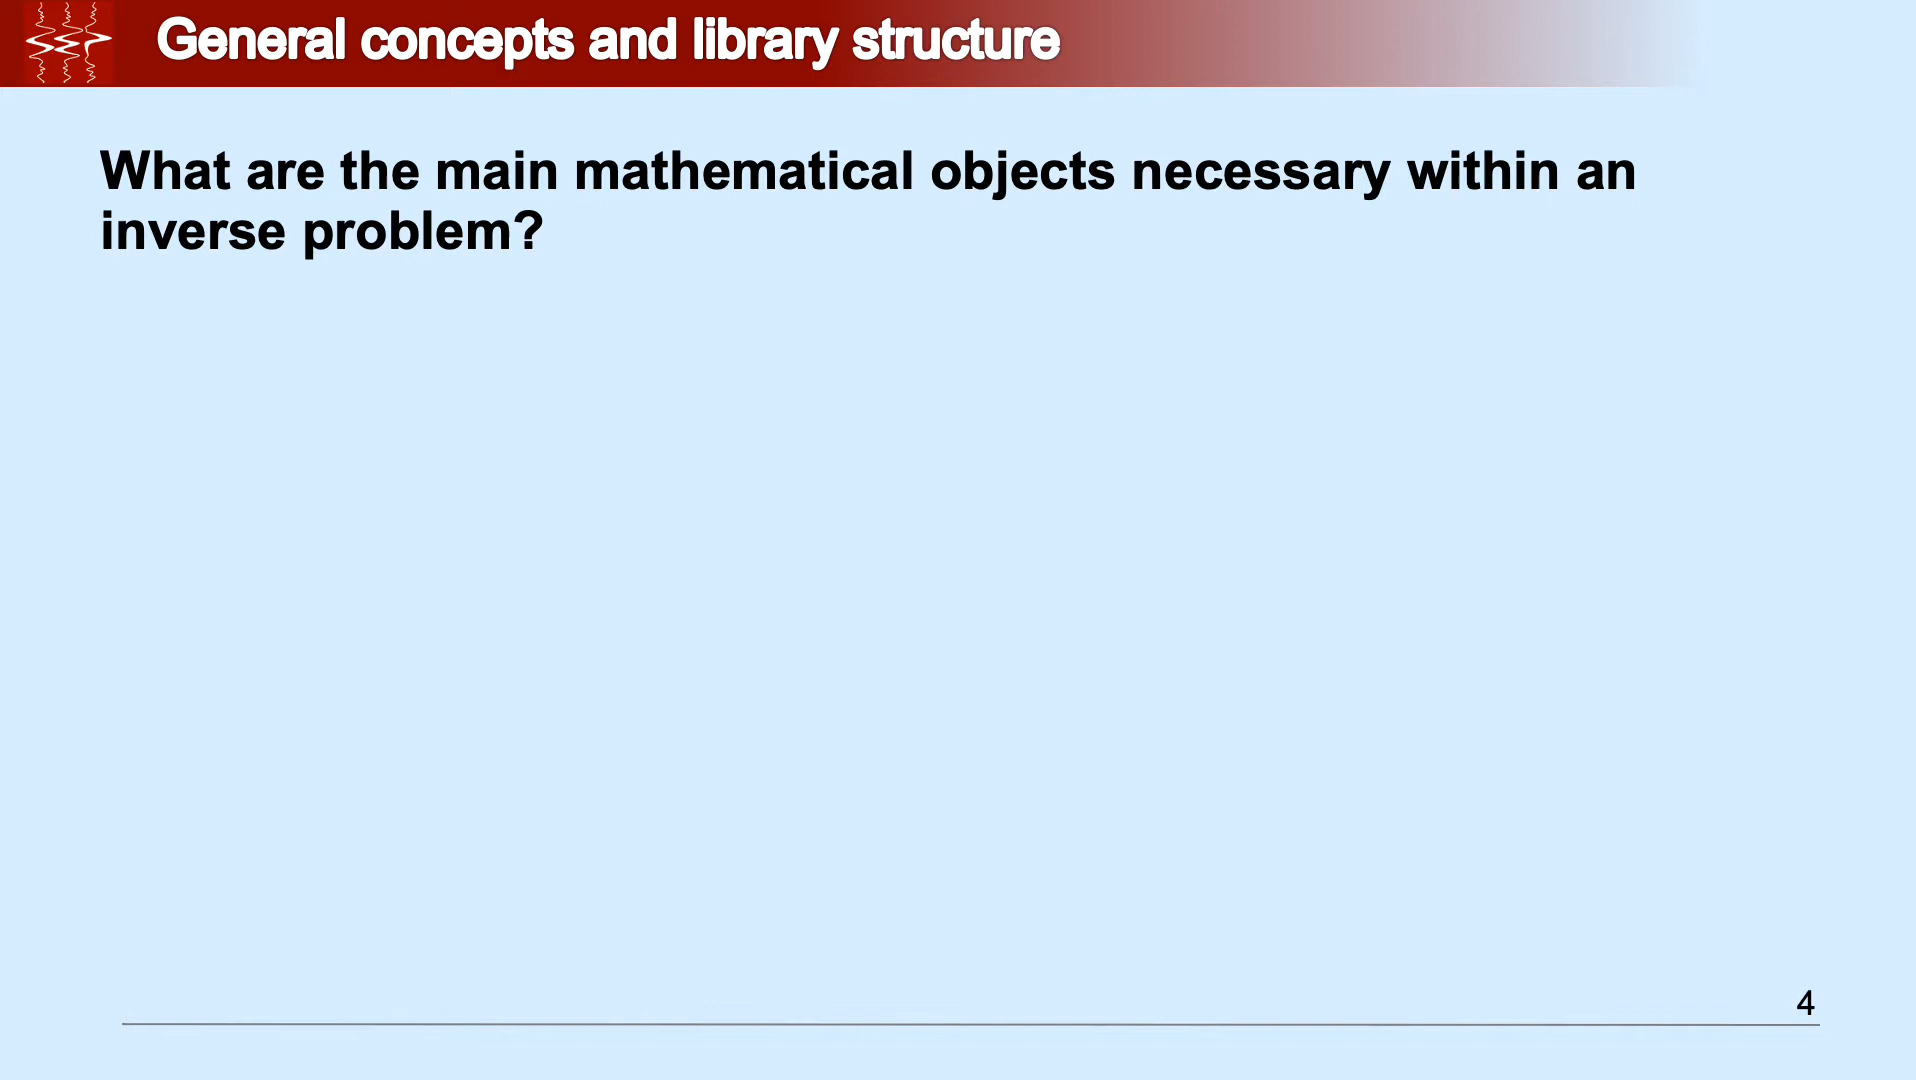 General concepts and library structure
What are the main mathematical objects necessary within an
inverse problem?
4